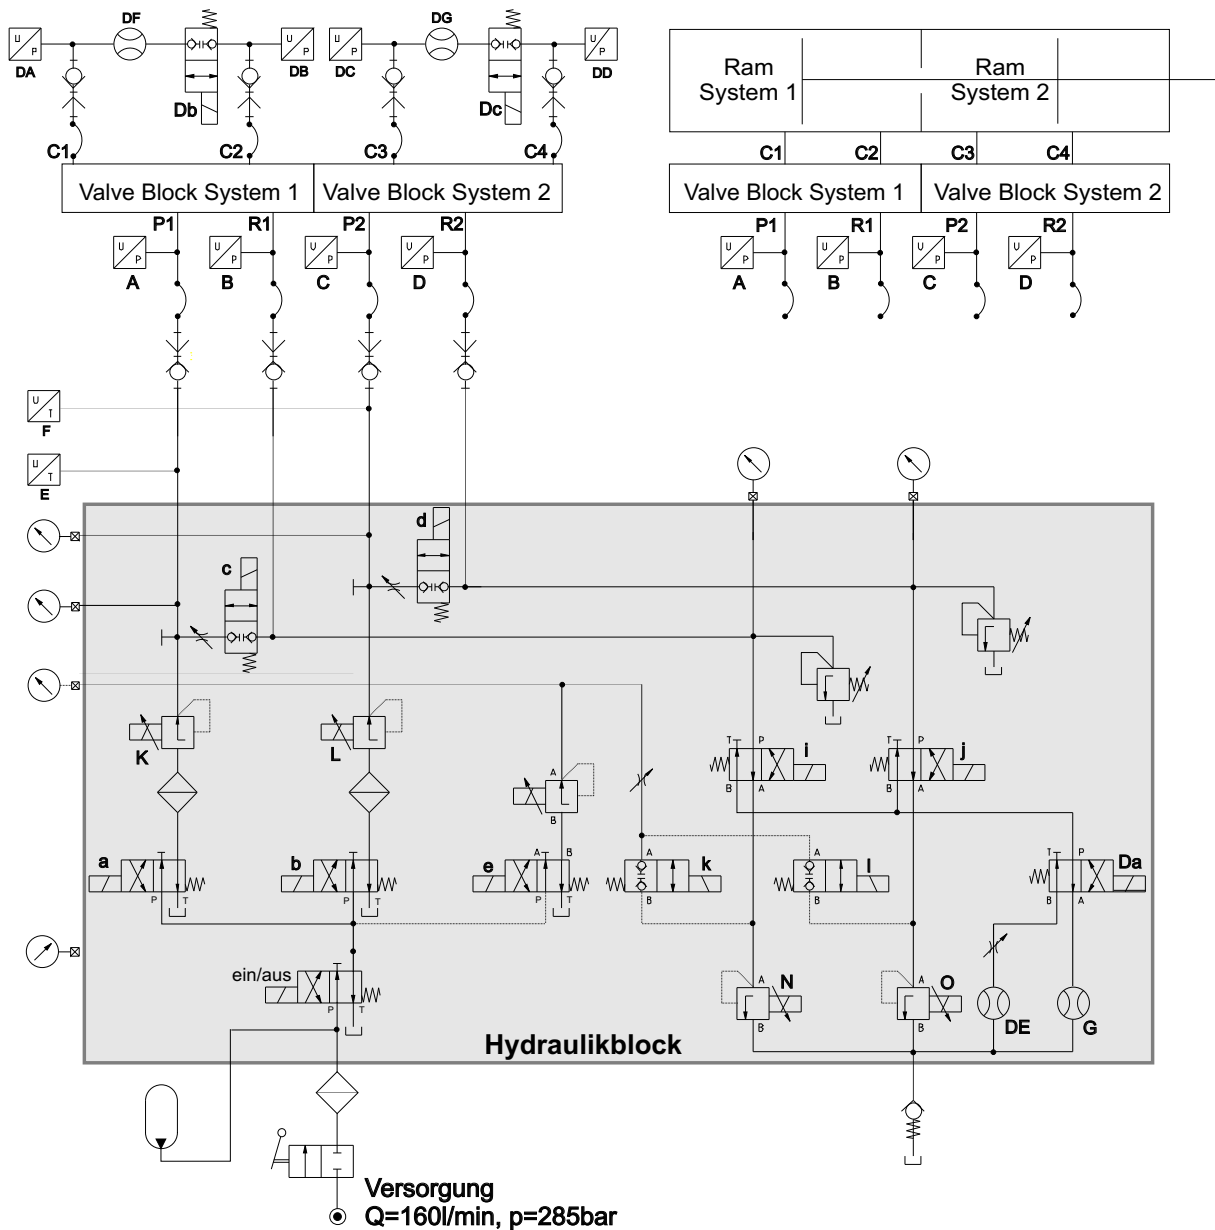 DF
DG
U
P
U
P
U
P
U
P
DA
DB
DC
DD
Db
Dc
Ram
System 1
Ram
System 2
C1
C2
C3
C4
C1
C2
C3
C4
Valve Block System 1
Valve Block System 2
Valve Block System 1
Valve Block System 2
P1
R1
P2
R2
P1
R1
P2
R2
U
P
U
P
U
P
U
P
U
P
U
P
U
P
U
P
A
B
C
D
A
B
C
D
U
T
F
U
T
E
d
c
K
L
A
B
T
P
i
B
A
T
P
j
B
A
a
P
T
b
P
T
e
A
B
P
T
A
k
B
A
l
B
T
P
Da
B
A
ein/aus
P
T
A
N
B
A
O
B
DE
G
Hydraulikblock
Versorgung
Q=160l/min, p=285bar